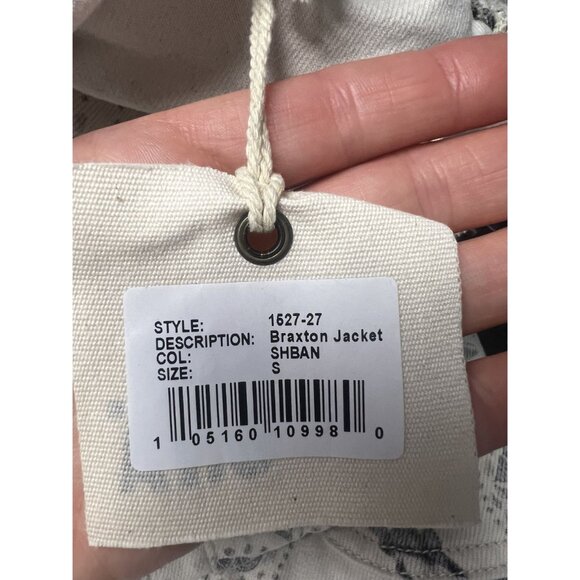 STYLE: 1527-27
DESCRIPTION: Braxton Jacket
COL: SHBAN
SIZE: S
1 05160 10998 0